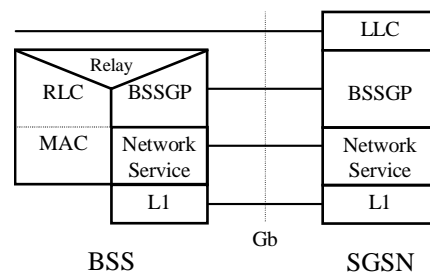 LLC
Relay
RLC
BSSGP
BSSGP
MAC
Network
Service
Network
Service
L1
L1
Gb
BSS
SGSN